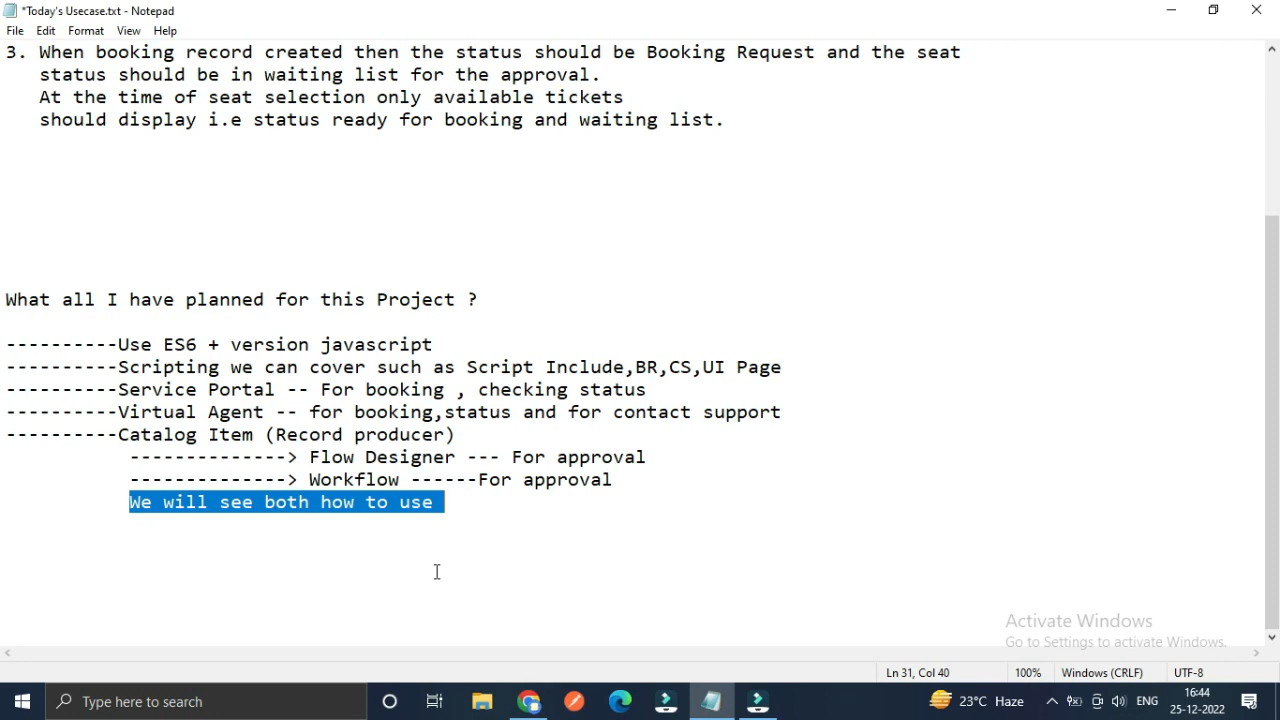 *Today's Usecase.txt - Notepad
File Edit Format View Help
3. When booking record created then the status should be Booking Request and the seat
status should be in waiting list for the approval.
At the time of seat selection only available tickets
should display i.e status ready for booking and waiting list.
What all I have planned for this Project ?
----------Use ES6 + version javascript
----------Scripting we can cover such as Script Include,BR,CS,UI Page
----------Service Portal -- For booking , checking status
----------Virtual Agent -- for booking,status and for contact support
----------Catalog Item (Record producer)
--------------> Flow Designer --- For approval
--------------> Workflow ------For approval
We will see both how to use
Activate Windows
Go to Settings to activate Windows.
Ln 31, Col 40 100% Windows (CRLF) UTF-8
Type here to search 23°C Haze ENG 16:44
25-12-2022